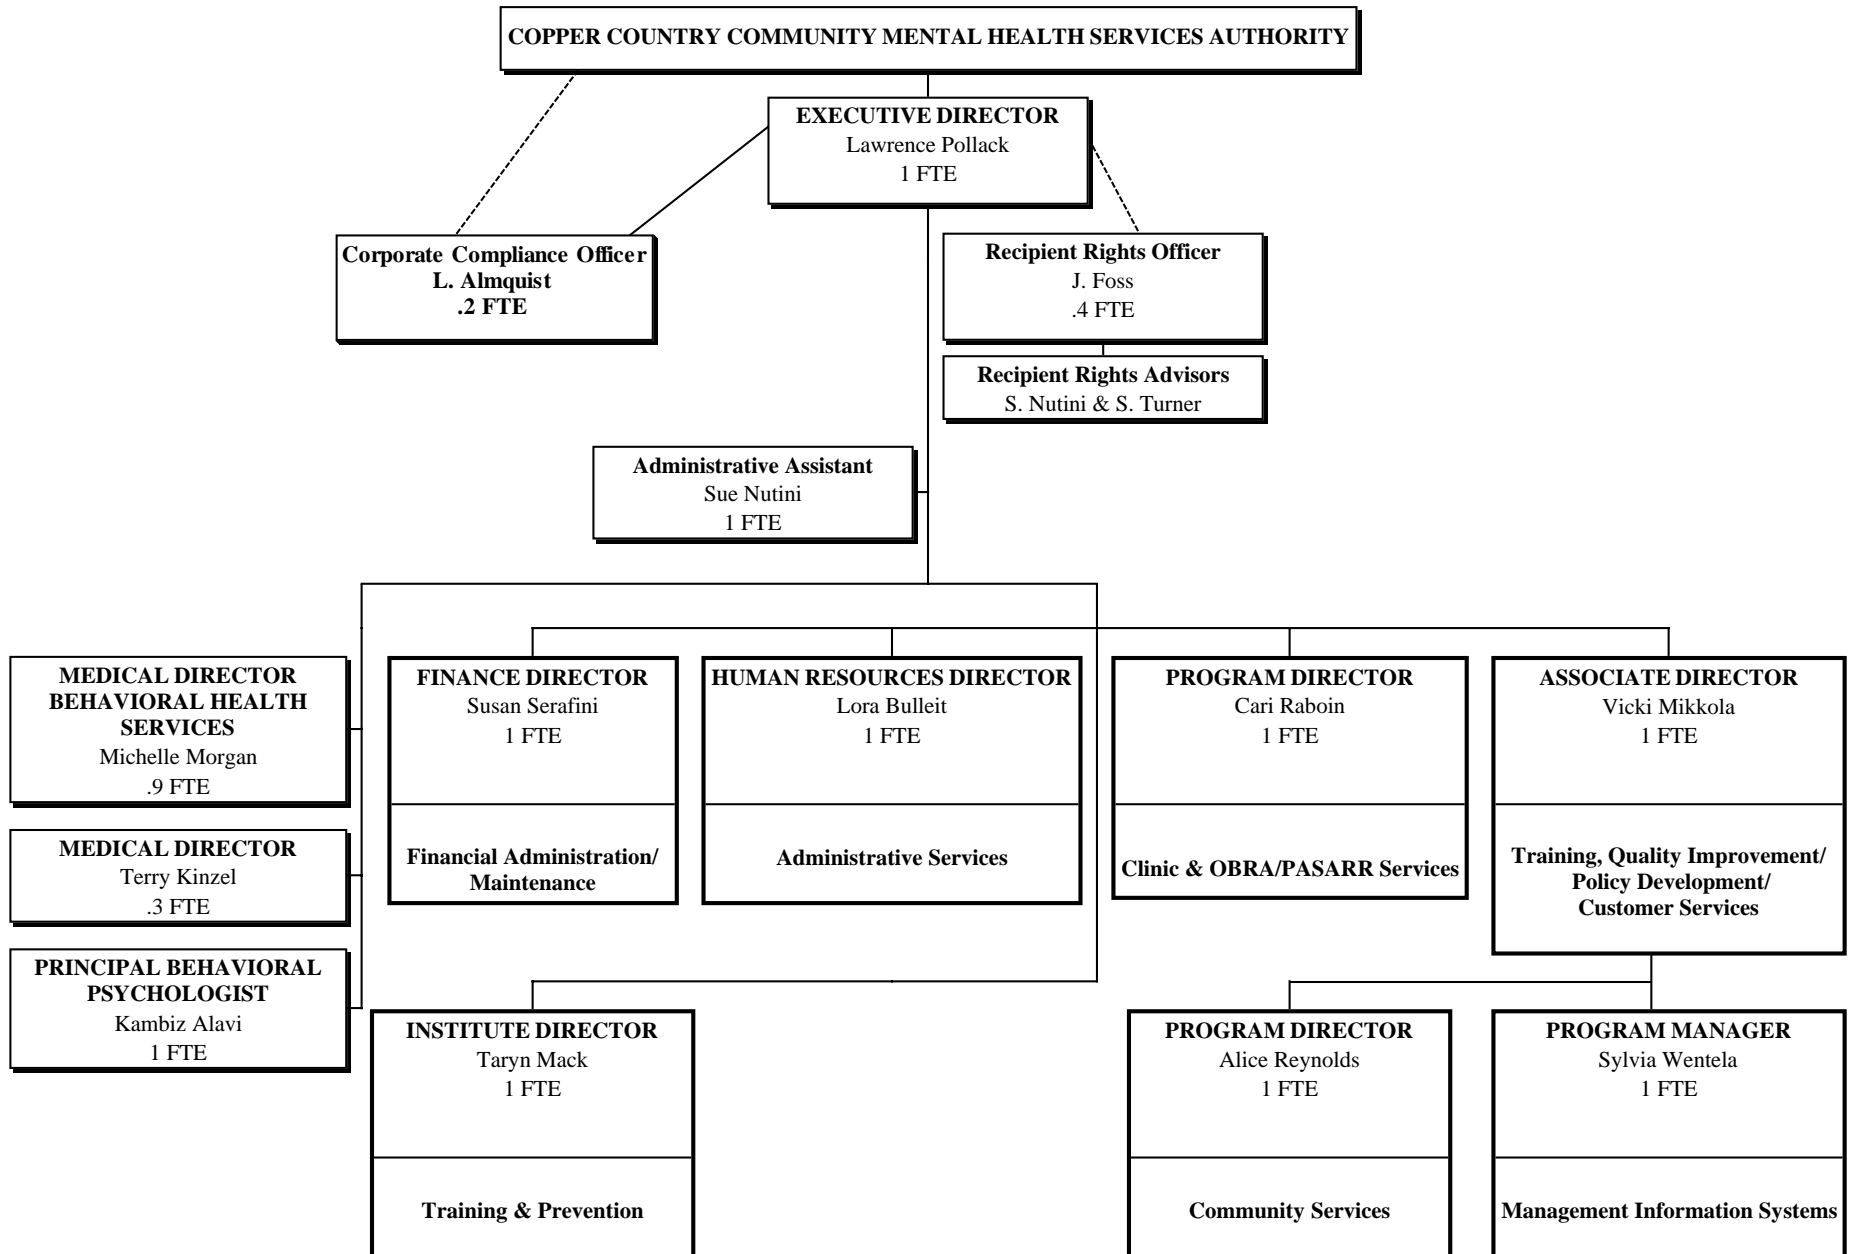 COPPER COUNTRY COMMUNITY MENTAL HEALTH SERVICES AUTHORITY
EXECUTIVE DIRECTOR
Lawrence Pollack
1 FTE
Corporate Compliance Officer
L. Almquist
.2 FTE
Recipient Rights Officer
J. Foss
.4 FTE
Recipient Rights Advisors
S. Nutini & S. Turner
Administrative Assistant
Sue Nutini
1 FTE
MEDICAL DIRECTOR
BEHAVIORAL HEALTH
SERVICES
Michelle Morgan
.9 FTE
MEDICAL DIRECTOR
Terry Kinzel
.3 FTE
PRINCIPAL BEHAVIORAL
PSYCHOLOGIST
Kambiz Alavi
1 FTE
FINANCE DIRECTOR
Susan Serafini
1 FTE
Financial Administration/
Maintenance
HUMAN RESOURCES DIRECTOR
Lora Bulleit
1 FTE
Administrative Services
PROGRAM DIRECTOR
Cari Raboin
1 FTE
Clinic & OBRA/PASARR Services
ASSOCIATE DIRECTOR
Vicki Mikkola
1 FTE
Training, Quality Improvement/
Policy Development/
Customer Services
INSTITUTE DIRECTOR
Taryn Mack
1 FTE
Training & Prevention
PROGRAM DIRECTOR
Alice Reynolds
1 FTE
Community Services
PROGRAM MANAGER
Sylvia Wentela
1 FTE
Management Information Systems